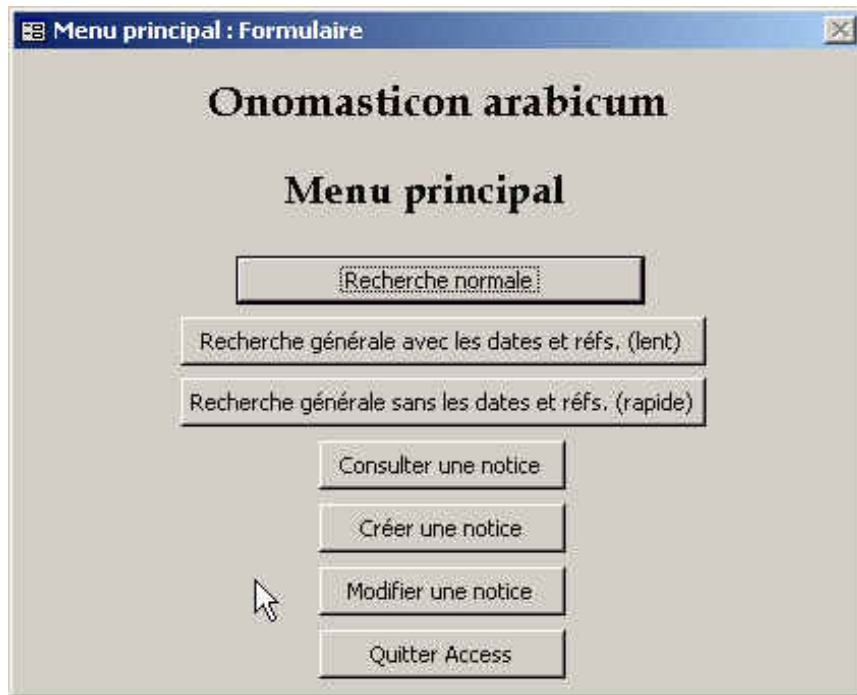 Menu principal : Formulaire
Onomasticon arabicum
Menu principal
Recherche normale
Recherche générale avec les dates et réfs. (lent)
Recherche générale sans les dates et réfs. (rapide)
Consulter une notice
Créer une notice
Modifier une notice
Quitter Access